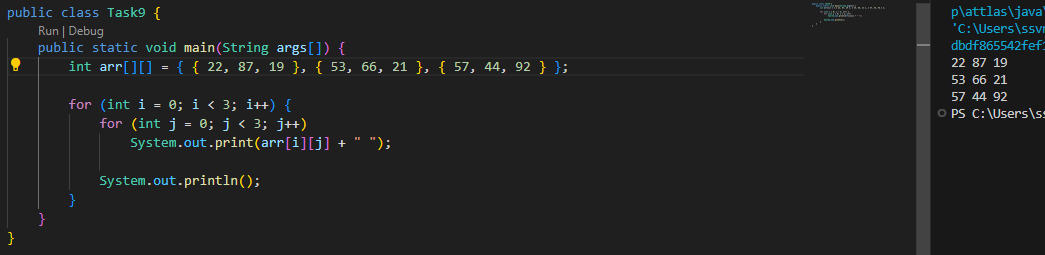 public class Task9 {
Run | Debug
public static void main(String args[]) {
int arr[][] = { { 22, 87, 19 }, { 53, 66, 21 }, { 57, 44, 92 } };
for (int i = 0; i < 3; i++) {
for (int j = 0; j < 3; j++)
System.out.print(arr[i][j] + " ");
System.out.println();
}
}
}
p\attlas\java\
'C:\Users\ssvr
dbdf865542fef
22 87 19
53 66 21
57 44 92
PS C:\Users\ss